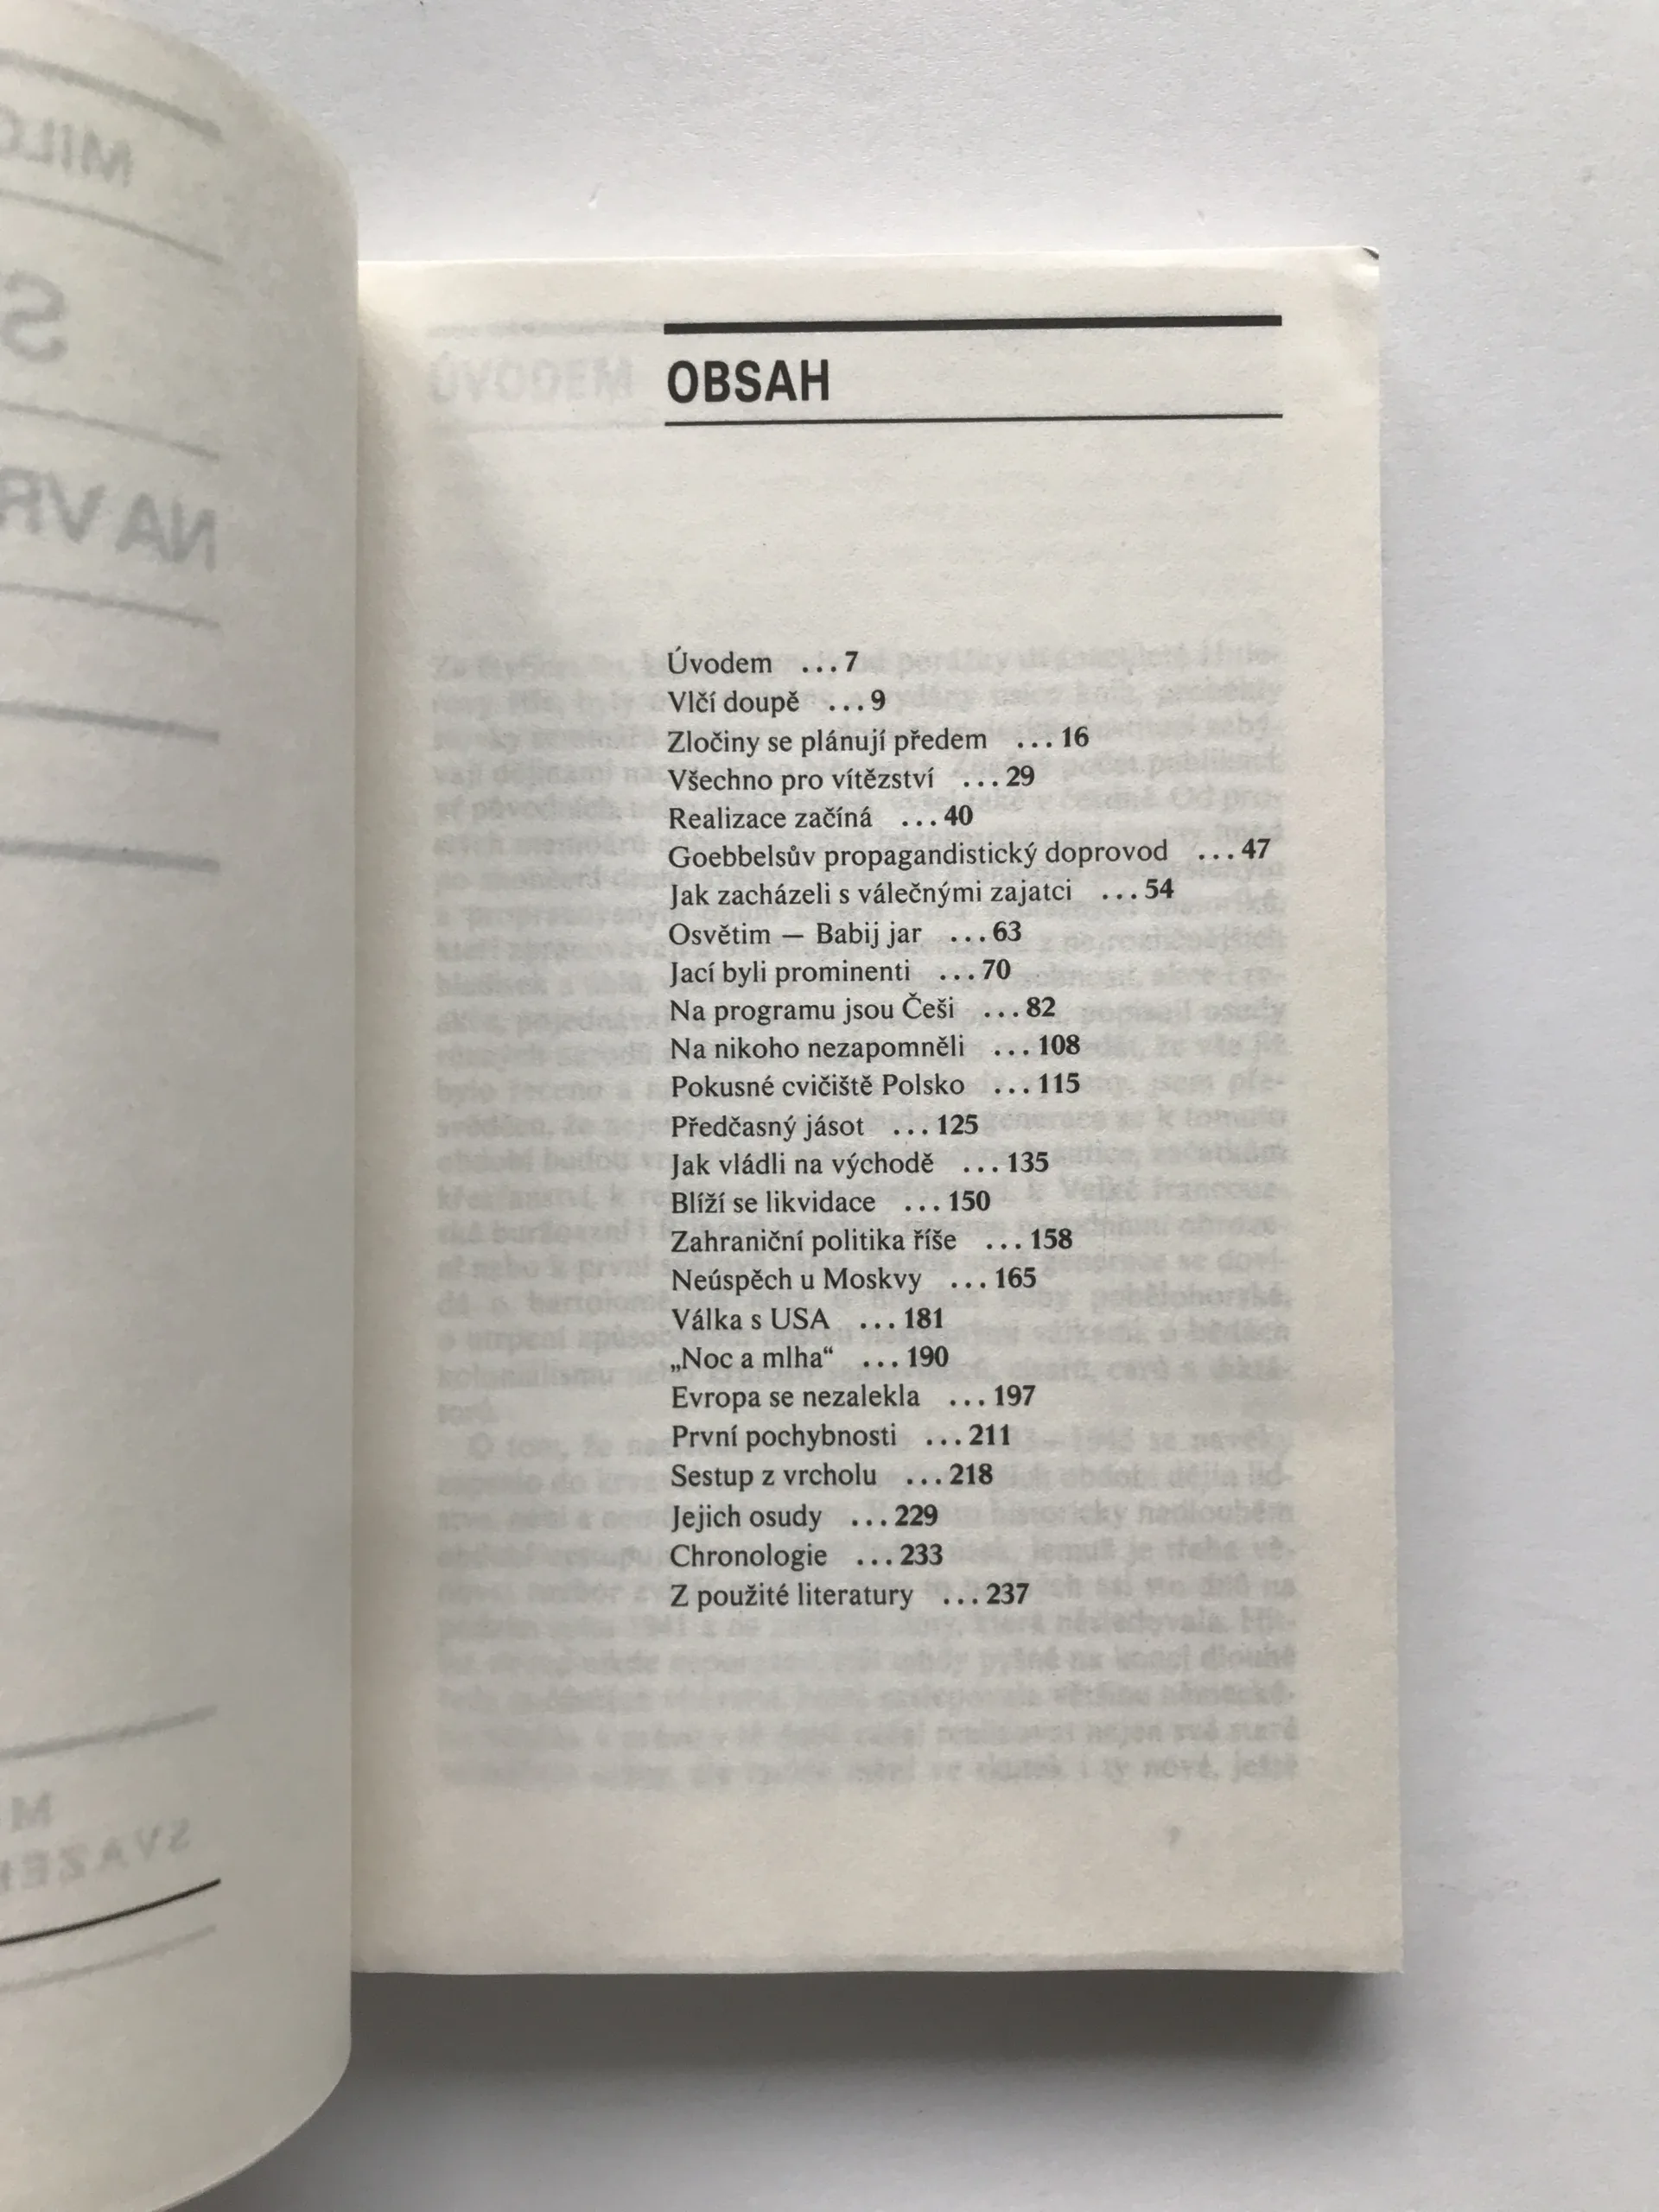 OBSAH
Úvodem ...7
Vlčí doupě ...9
Zločiny se plánují předem ...16
Všechno pro vítězství ...29
Realizace začíná ...40
Goebbelsův propagandistický doprovod ...47
Jak zacházeli s válečnými zajatci ...54
Osvětim — Babij jar ...63
Jací byli prominenti ...70
Na programu jsou Češi ...82
Na nikoho nezapomněli ...108
Pokusné cvičiště Polsko ...115
Předčasný jásot ...125
Jak vládli na východě ...135
Blíží se likvidace ...150
Zahraniční politika říše ...158
Neúspěch u Moskvy ...165
Válka s USA ...181
„Noc a mlha“ ...190
Evropa se nezalekla ...197
První pochybnosti ...211
Sestup z vrcholu ...218
Jejich osudy ...229
Chronologie ...233
Z použité literatury ...237